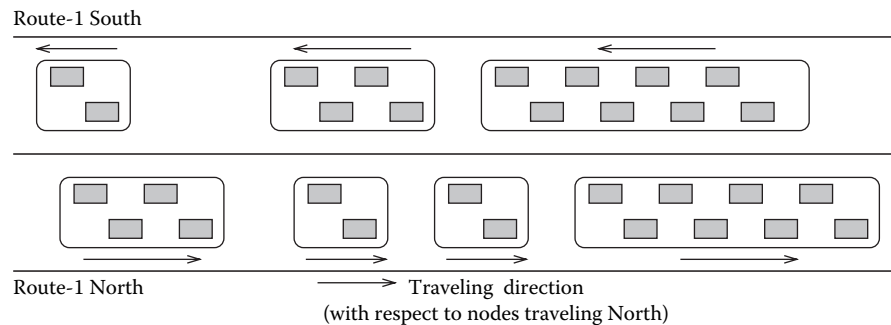 Route-1 South
Route-1 North
Traveling direction
(with respect to nodes traveling North)